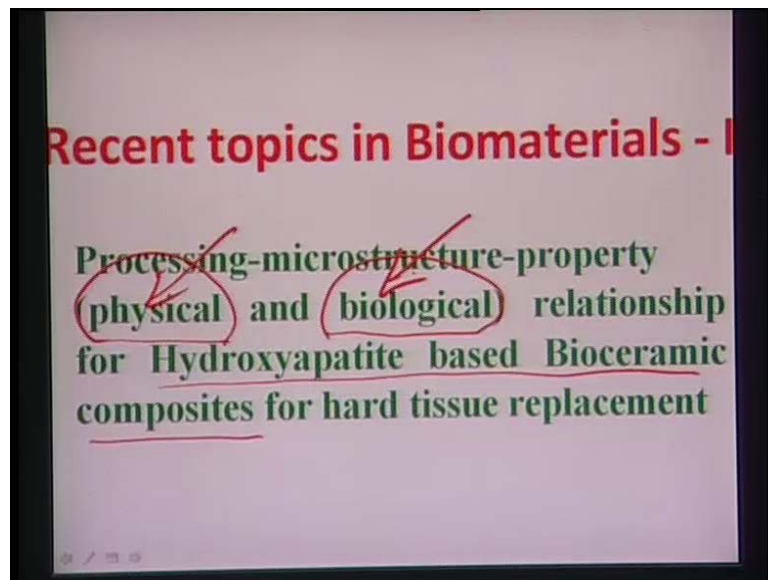 Recent topics in Biomaterials - I
Processing-microstructure-property
(physical and biological) relationship
for Hydroxyapatite based Bioceramic
composites for hard tissue replacement